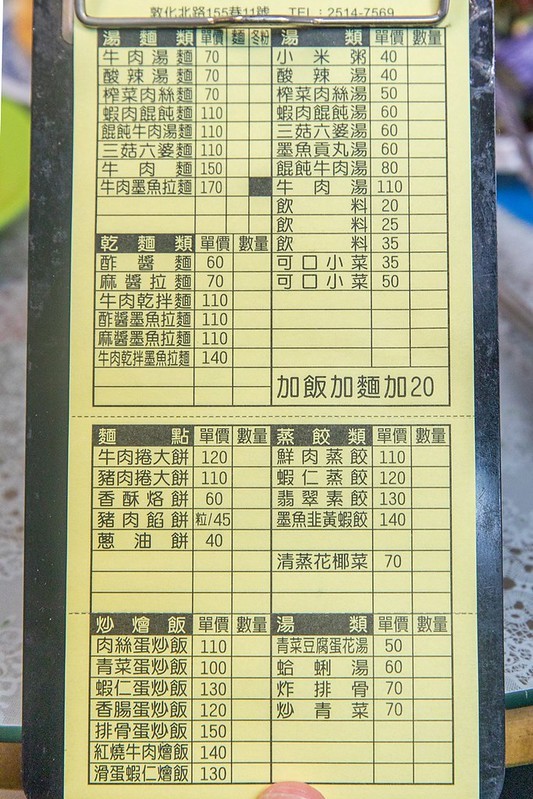 敦化北路155巷11號 TEL：2514-7569
湯麵類 單價 麵 冬粉
牛肉湯麵 70
酸辣湯麵 70
榨菜肉絲麵 70
蝦肉餛飩麵 110
餛飩牛肉湯麵 110
三菇六婆麵 110
牛肉麵 150
牛肉墨魚拉麵 170
乾麵類 單價 數量
酢醬麵 60
麻醬拉麵 70
牛肉乾拌麵 110
酢醬墨魚拉麵 110
麻醬墨魚拉麵 110
牛肉乾拌墨魚拉麵 140
湯類 單價 數量
小米粥 40
酸辣湯 40
榨菜肉絲湯 50
蝦肉餛飩湯 60
三菇六婆湯 60
墨魚貢丸湯 60
餛飩牛肉湯 80
牛肉湯 110
飲料 20
飲料 25
飲料 35
可口小菜 35
可口小菜 50
加飯加麵加20
麵點 單價 數量
牛肉捲大餅 120
豬肉捲大餅 110
香酥烙餅 60
豬肉餡餅 粒/45
蔥油餅 40
蒸餃類 單價 數量
鮮肉蒸餃 110
蝦仁蒸餃 120
翡翠素餃 130
墨魚韭黃蝦餃 140
清蒸花椰菜 70
炒燴飯 單價 數量
肉絲蛋炒飯 110
青菜蛋炒飯 100
蝦仁蛋炒飯 130
香腸蛋炒飯 120
排骨蛋炒飯 150
紅燒牛肉燴飯 140
滑蛋蝦仁燴飯 130
湯類 單價 數量
青菜豆腐蛋花湯 50
蛤蜊湯 60
炸排骨 70
炒青菜 70